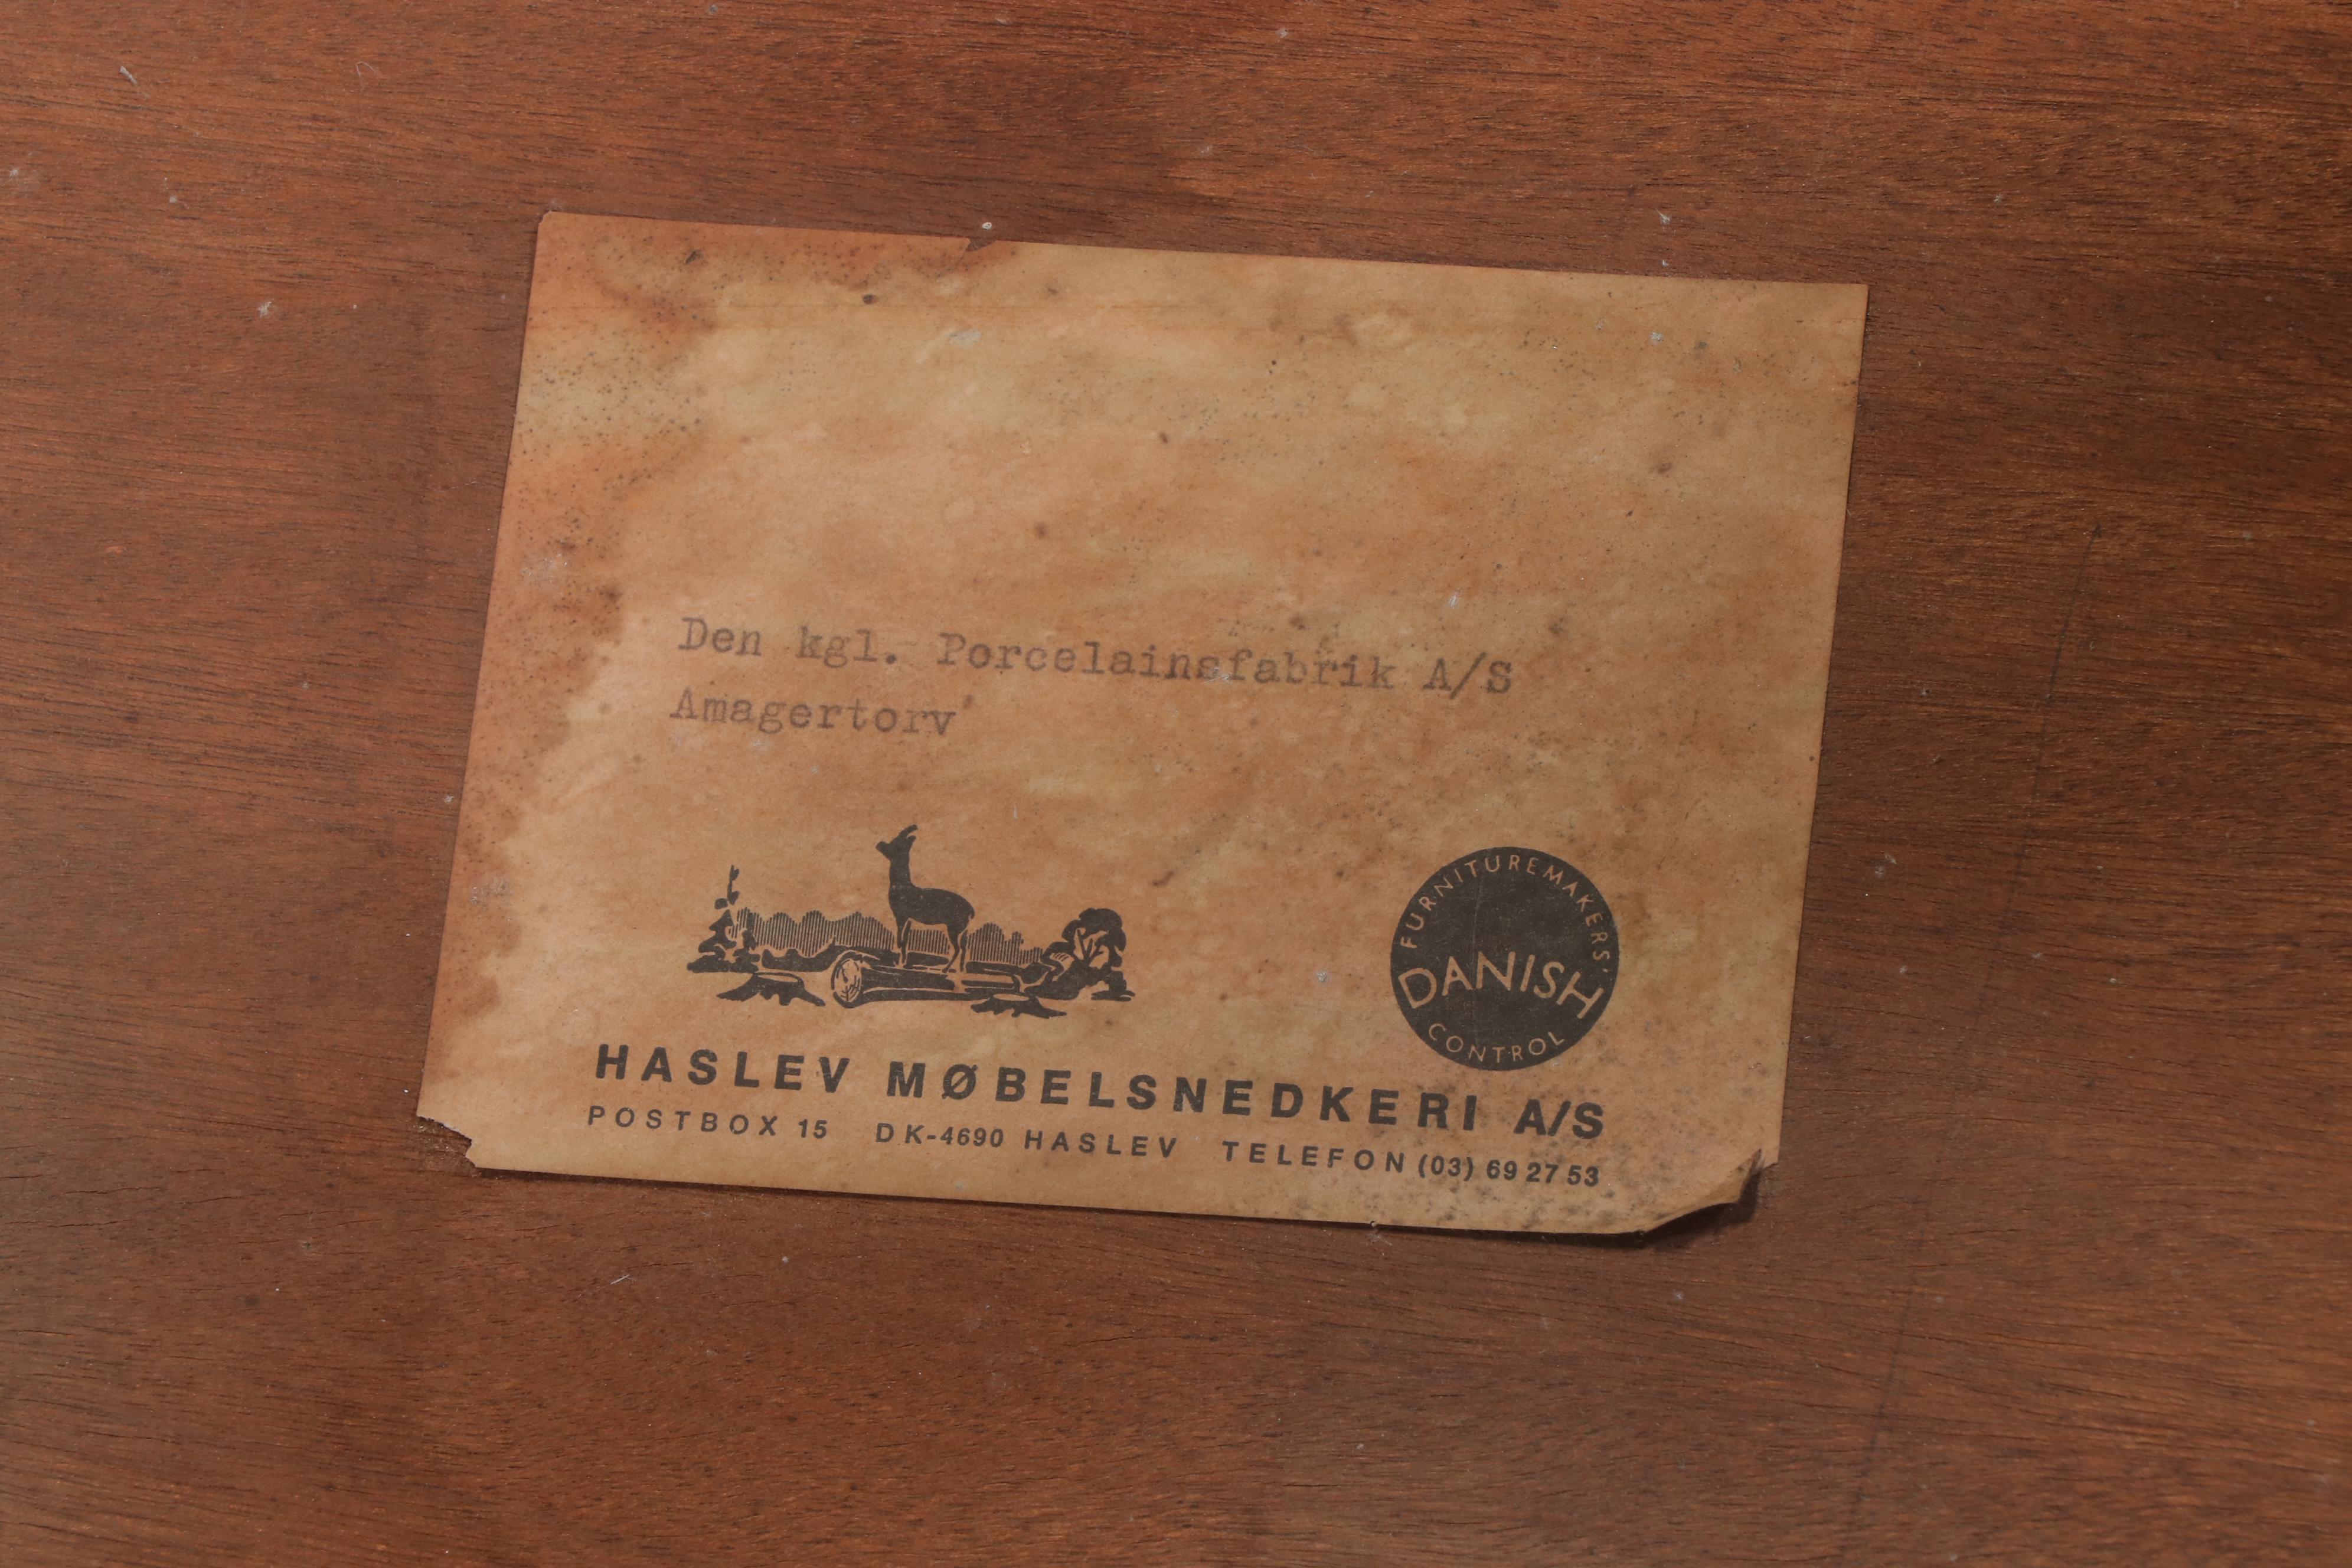 Den kgl. Porcelainsfabrik A/S
Amagertorv
FURNITUREMAKERS'
DANISH
CONTROL
HASLEV MØBELSNEDKERI A/S
POSTBOX 15 DK-4690 HASLEV TELEFON (03) 69 27 53